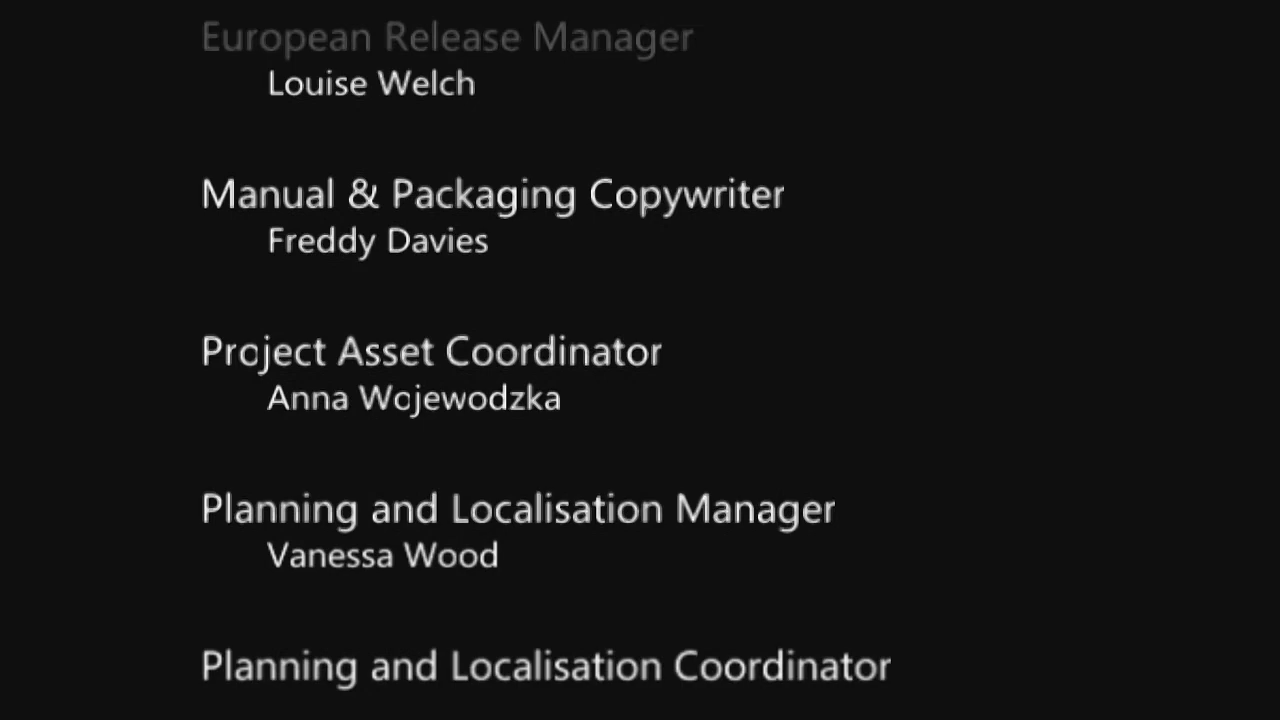 European Release Manager
Louise Welch
Manual & Packaging Copywriter
Freddy Davies
Project Asset Coordinator
Anna Wojewodzka
Planning and Localisation Manager
Vanessa Wood
Planning and Localisation Coordinator